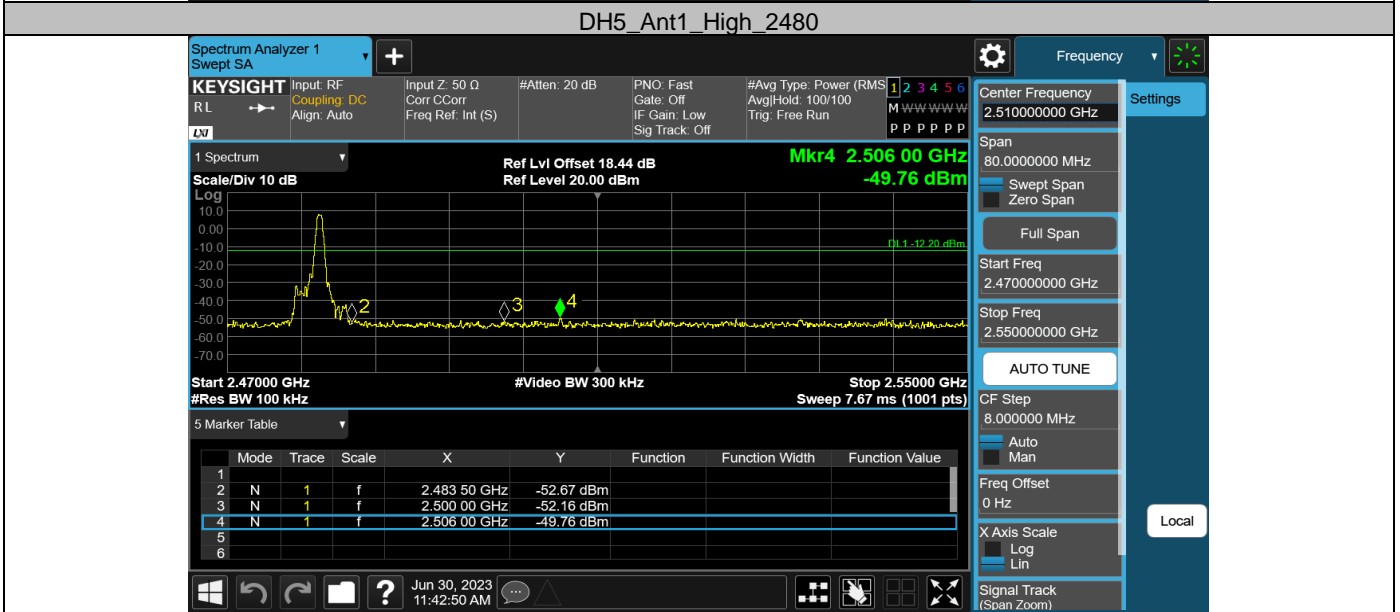 DH5_Ant1_High_2480
Spectrum Analyzer 1
Swept SA
+
Frequency
KEYSIGHT
RL
LXI
Input: RF
Coupling: DC
Align: Auto
Input Z: 50 Ω
Corr CCorr
Freq Ref: Int (S)
#Atten: 20 dB
PNO: Fast
Gate: Off
IF Gain: Low
Sig Track: Off
#Avg Type: Power (RMS
Avg|Hold: 100/100
Trig: Free Run
1 2 3 4 5 6
M W W W W W
P P P P P P
1 Spectrum
Scale/Div 10 dB
Ref Lvl Offset 18.44 dB
Ref Level 20.00 dBm
Mkr4 2.506 00 GHz
-49.76 dBm
Log
10.0
0.00
-10.0
-20.0
-30.0
-40.0
-50.0
-60.0
-70.0
DL1 -12.20 dBm
2
3
4
Start 2.47000 GHz
#Video BW 300 kHz
Stop 2.55000 GHz
#Res BW 100 kHz
Sweep 7.67 ms (1001 pts)
5 Marker Table
Mode Trace Scale X Y Function Function Width Function Value
1
2 N 1 f 2.483 50 GHz -52.67 dBm
3 N 1 f 2.500 00 GHz -52.16 dBm
4 N 1 f 2.506 00 GHz -49.76 dBm
5
6
?
Jun 30, 2023
11:42:50 AM
Center Frequency
2.510000000 GHz
Settings
Span
80.0000000 MHz
Swept Span
Zero Span
Full Span
Start Freq
2.470000000 GHz
Stop Freq
2.550000000 GHz
AUTO TUNE
CF Step
8.000000 MHz
Auto
Man
Freq Offset
0 Hz
Local
X Axis Scale
Log
Lin
Signal Track
(Span Zoom)